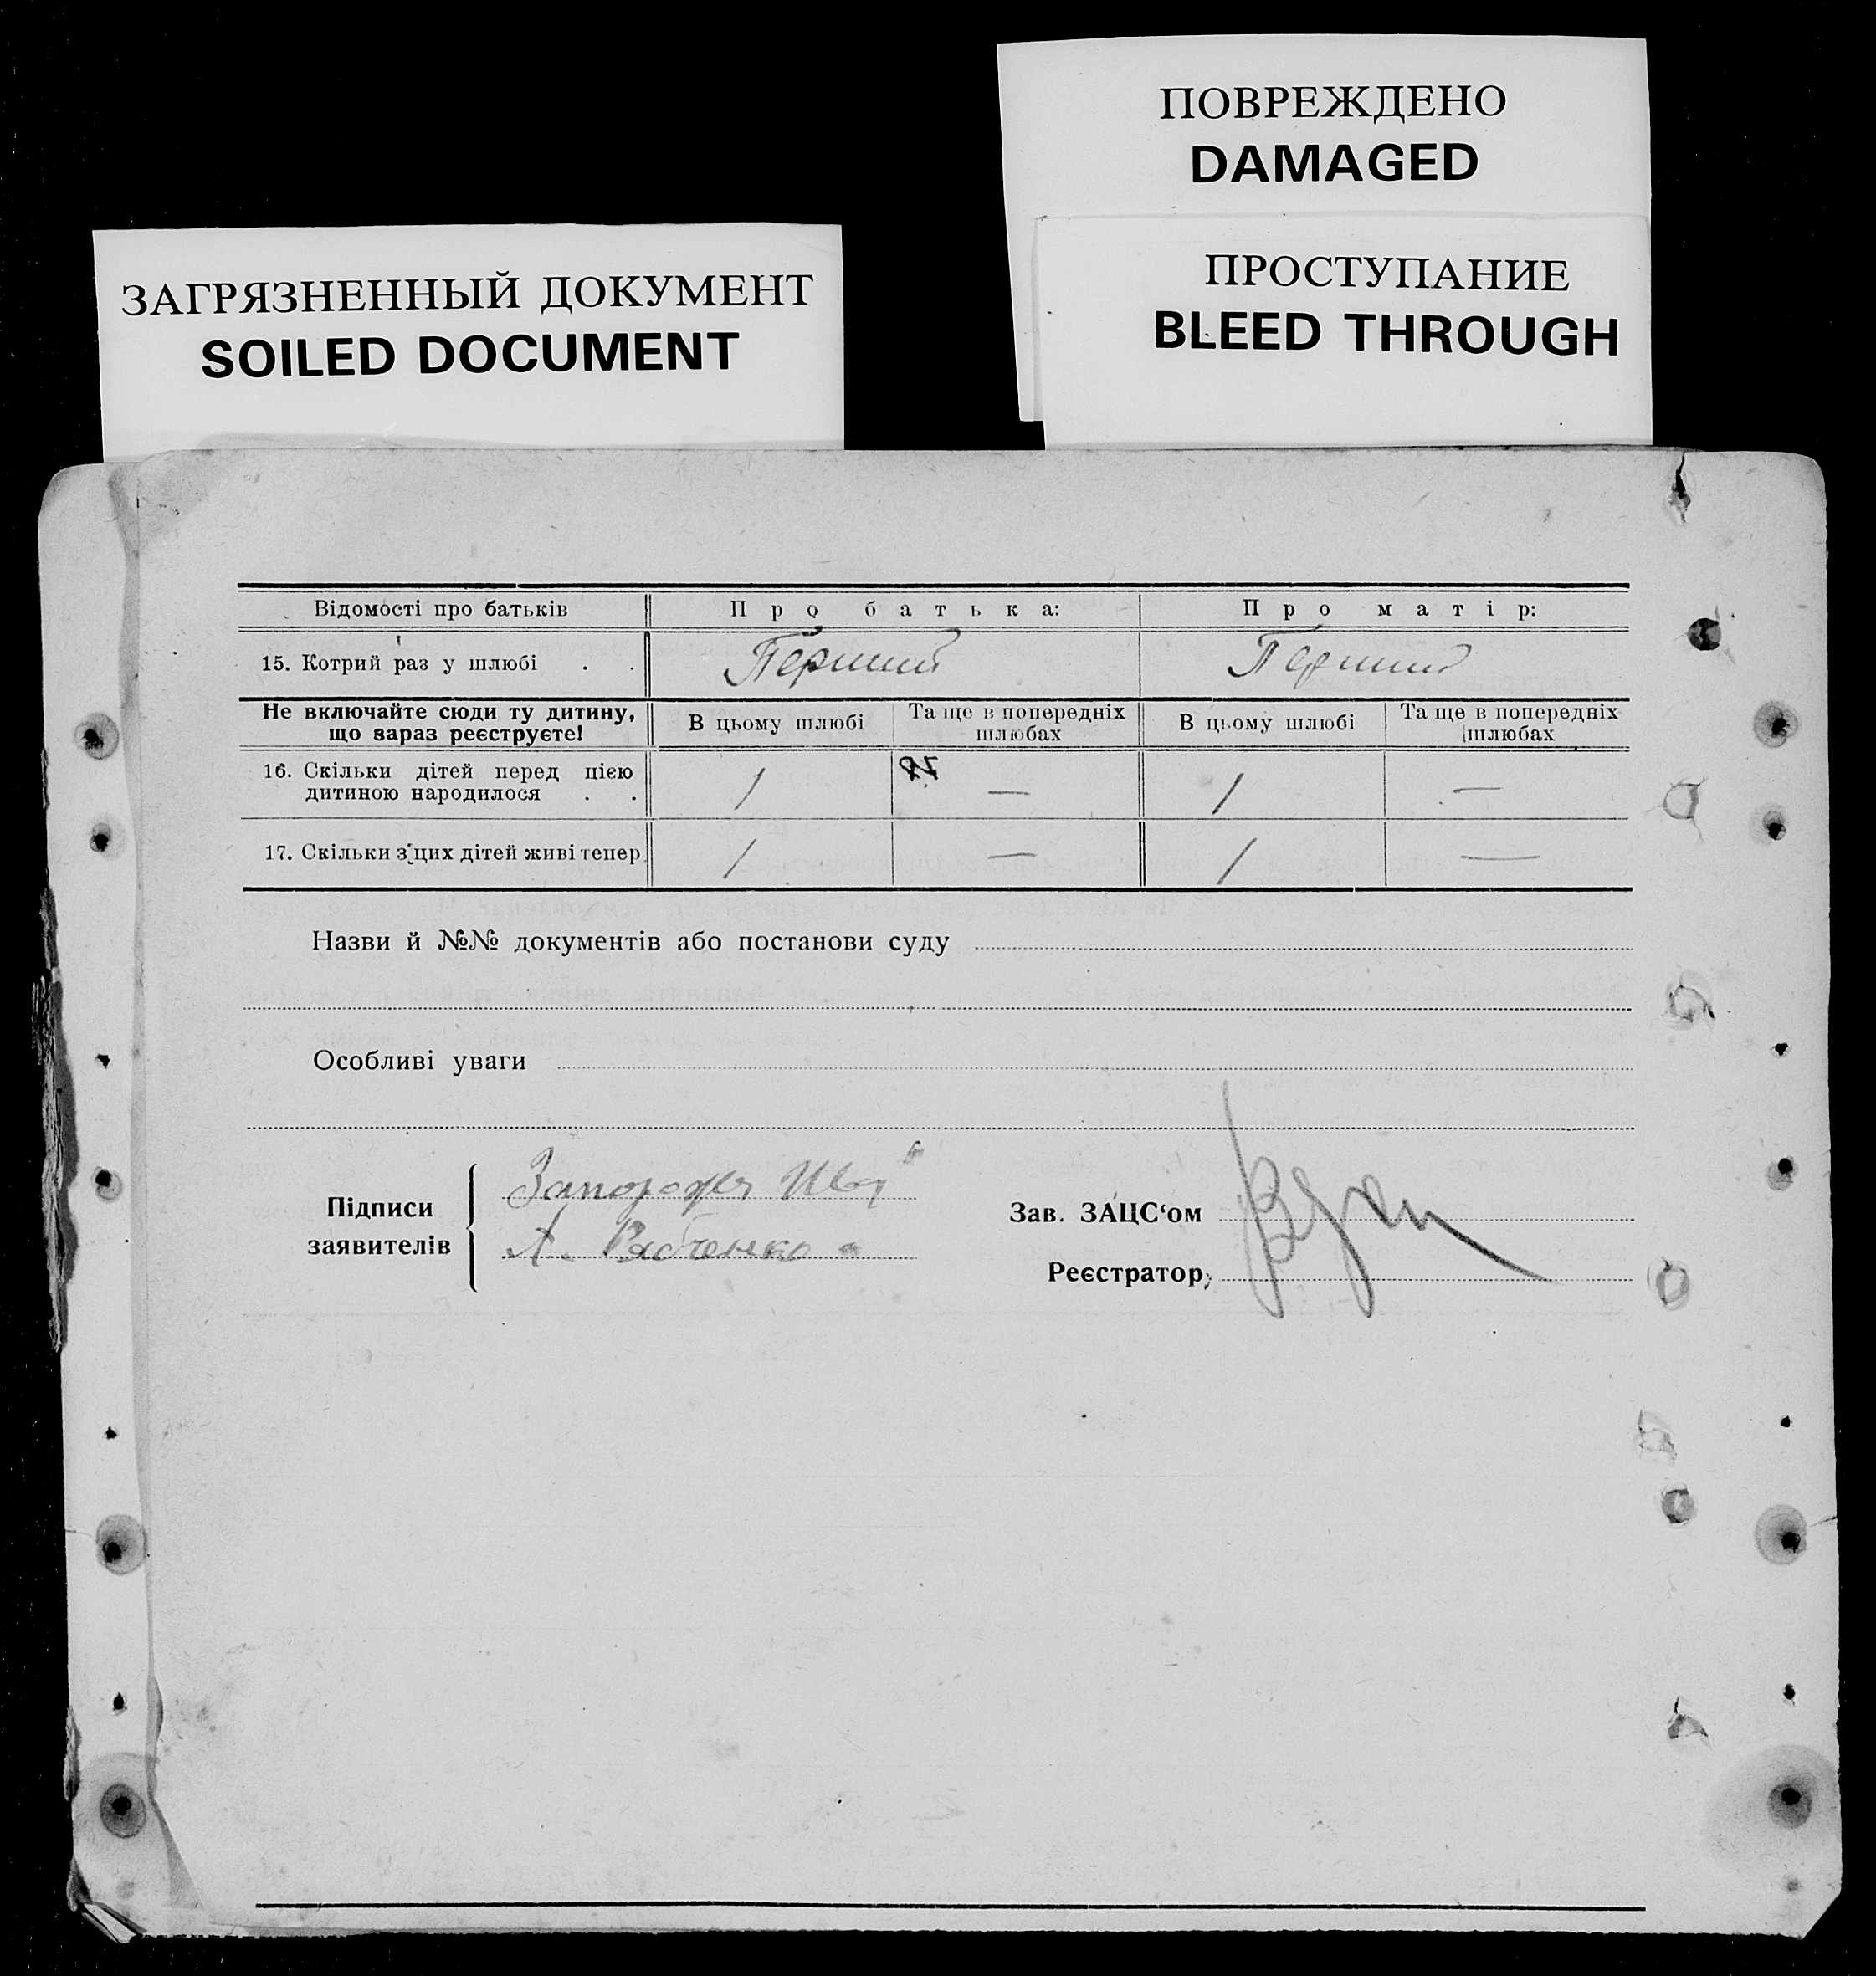 ПОВРЕЖДЕНО
DAMAGED
ПРОСТУПАНИЕ
BLEED THROUGH
ЗАГРЯЗНЕННЫЙ ДОКУМЕНТ
SOILED DOCUMENT
Відомості про батьків Про батька: Про матір:
15. Котрий раз у шлюбі . . Перший Перший
Не включайте сюди ту дитину, що зараз реєструєте! В цьому шлюбі Та ще в попередніх шлюбах В цьому шлюбі Та ще в попередніх шлюбах
16. Скільки дітей перед цією дитиною народилося . . 1 — 1 —
17. Скільки з цих дітей живі тепер. 1 — 1 —
Назви й №№ документів або постанови суду
Особливі уваги
Підписи заявителів
А. Рябченко
Зав. ЗАЦС‘ом
Реєстратор